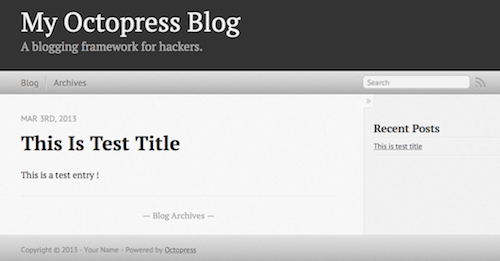 My Octopress Blog
A blogging framework for hackers.
Blog Archives Search
MAR 3RD, 2013
This Is Test Title
This is a test entry !
— Blog Archives —
»
Recent Posts
This is test title
Copyright © 2013 - Your Name - Powered by Octopress